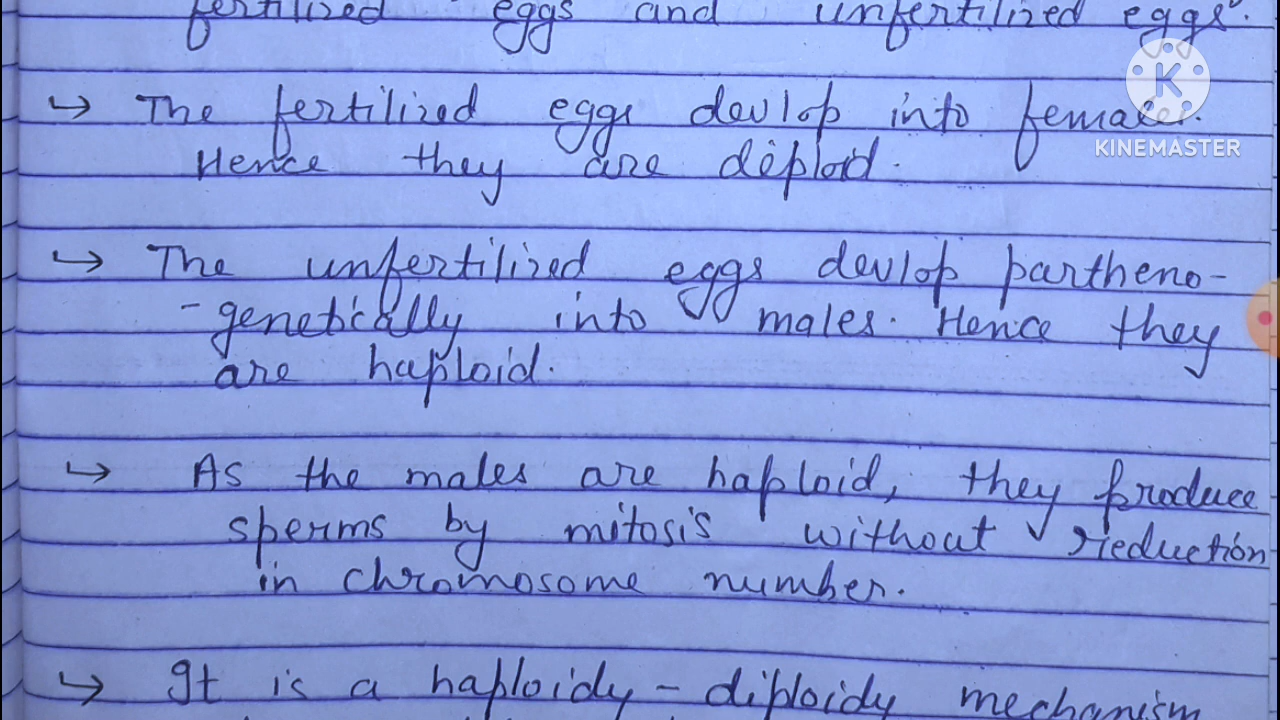 fertilized eggs and unfertilized eggs.
→ The fertilized eggs devlop into females.
Hence they are diploid.
→ The unfertilized eggs devlop partheno-
-genetically into males. Hence they
are haploid.
→ As the males are haploid, they produce
sperms by mitosis without reduction
in chromosome number.
→ It is a haploidy - diploidy mechanism
K
KINEMASTER